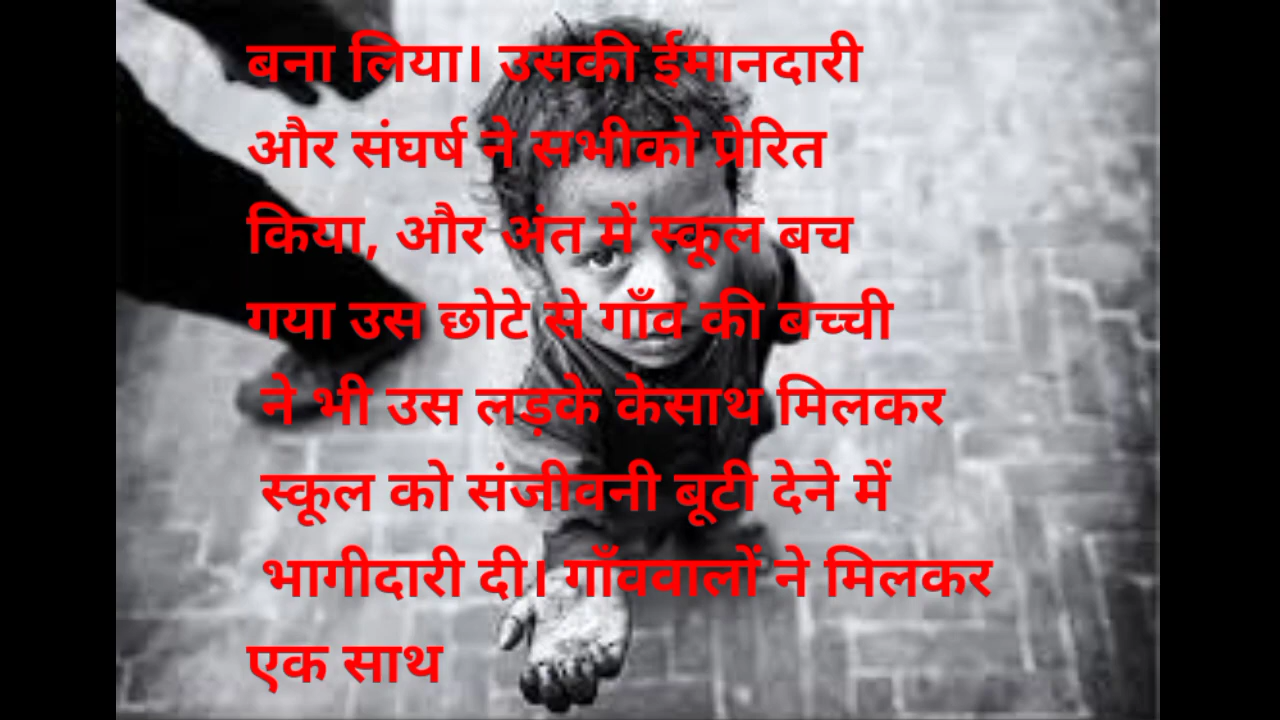 बना लिया। उसकी ईमानदारी
और संघर्ष ने सभीको प्रेरित
किया, और अंत में स्कूल बच
गया उस छोटे से गाँव की बच्ची
ने भी उस लड़के केसाथ मिलकर
स्कूल को संजीवनी बूटी देने में
भागीदारी दी। गाँववालों ने मिलकर
एक साथ